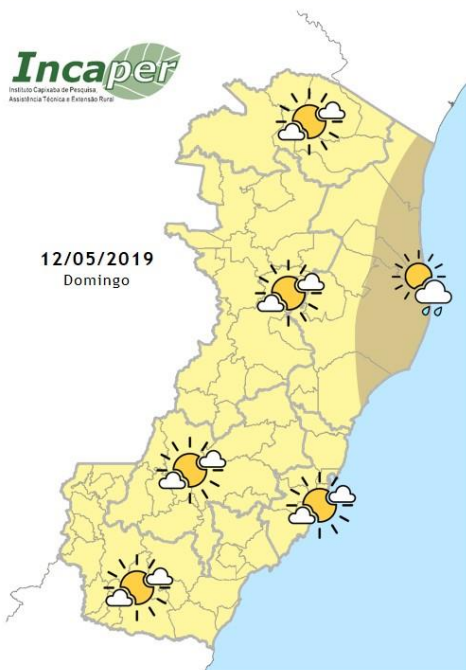 Incaper
Instituto Capixaba de Pesquisa,
Assistência Técnica e Extensão Rural
12/05/2019
Domingo